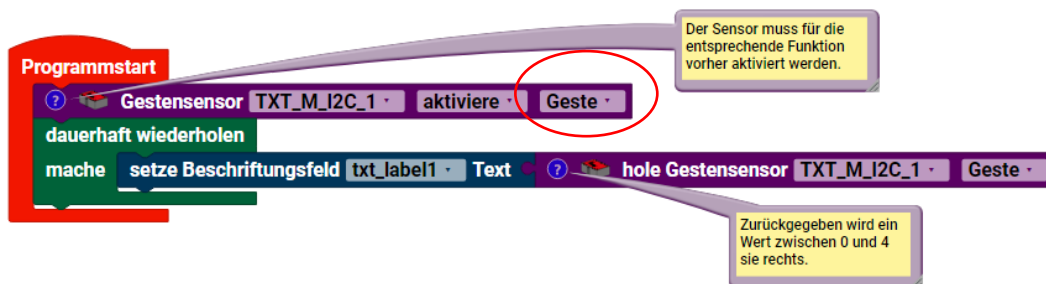 Der Sensor muss für die
entsprechende Funktion
vorher aktiviert werden.
Programmstart
? Gestensensor TXT_M_I2C_1 aktiviere Geste
dauerhaft wiederholen
mache setze Beschriftungsfeld txt_label1 Text ? hole Gestensensor TXT_M_I2C_1 Geste
Zurückgegeben wird ein
Wert zwischen 0 und 4
sie rechts.